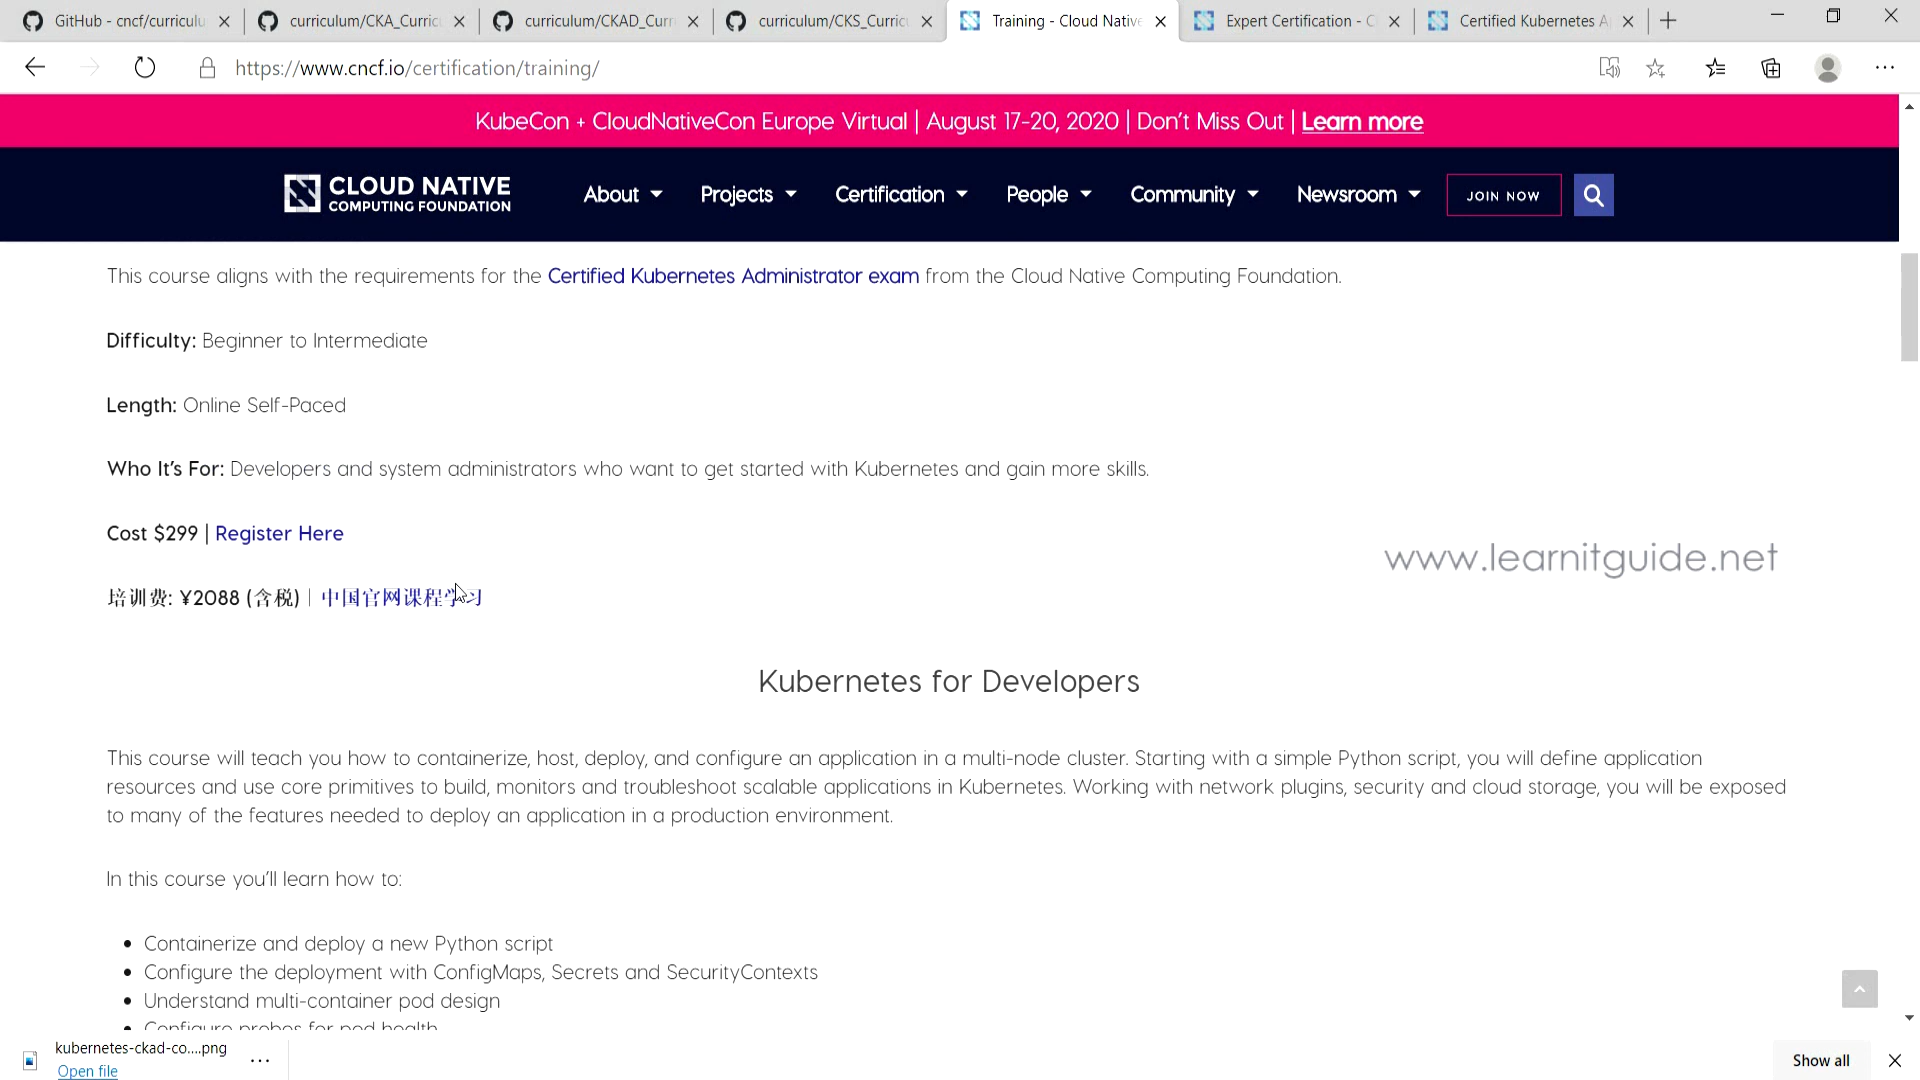 GitHub - cncf/curriculu
curriculum/CKA_Curric
curriculum/CKAD_Curr
curriculum/CKS_Curric
Training - Cloud Native
Expert Certification - C
Certified Kubernetes A
https://www.cncf.io/certification/training/
KubeCon + CloudNativeCon Europe Virtual | August 17-20, 2020 | Don't Miss Out | Learn more
CLOUD NATIVE
COMPUTING FOUNDATION
About
Projects
Certification
People
Community
Newsroom
JOIN NOW
This course aligns with the requirements for the Certified Kubernetes Administrator exam from the Cloud Native Computing Foundation.
Difficulty: Beginner to Intermediate
Length: Online Self-Paced
Who It's For: Developers and system administrators who want to get started with Kubernetes and gain more skills.
Cost $299 | Register Here
www.learnitguide.net
培训费: ¥2088 (含税) | 中国官网课程学习
Kubernetes for Developers
This course will teach you how to containerize, host, deploy, and configure an application in a multi-node cluster. Starting with a simple Python script, you will define application
resources and use core primitives to build, monitors and troubleshoot scalable applications in Kubernetes. Working with network plugins, security and cloud storage, you will be exposed
to many of the features needed to deploy an application in a production environment.
In this course you'll learn how to:
• Containerize and deploy a new Python script
• Configure the deployment with ConfigMaps, Secrets and SecurityContexts
• Understand multi-container pod design
• Configure probes for pod health
kubernetes-ckad-co....png
Open file
Show all